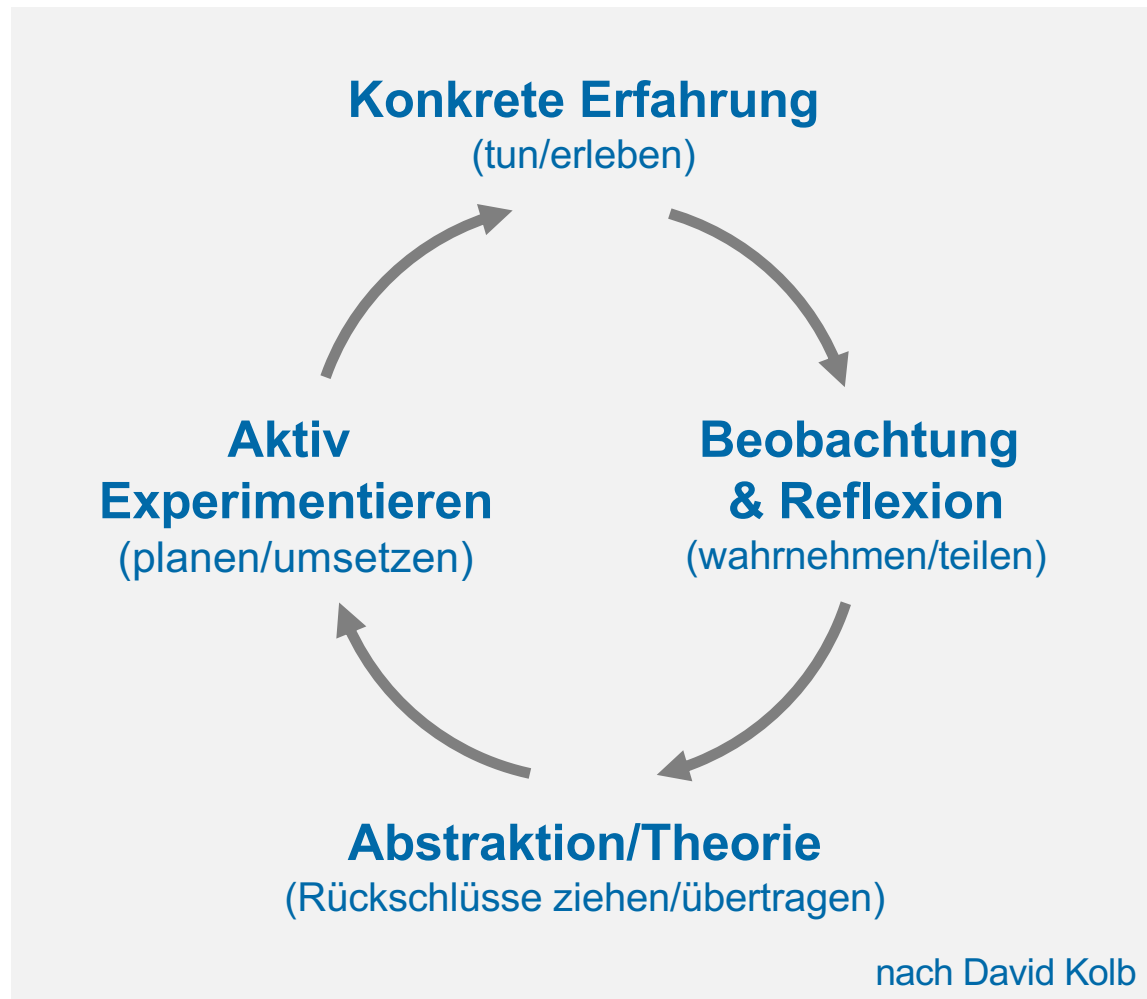 Konkrete Erfahrung
(tun/erleben)
Beobachtung
& Reflexion
(wahrnehmen/teilen)
Abstraktion/Theorie
(Rückschlüsse ziehen/übertragen)
Aktiv
Experimentieren
(planen/umsetzen)
nach David Kolb